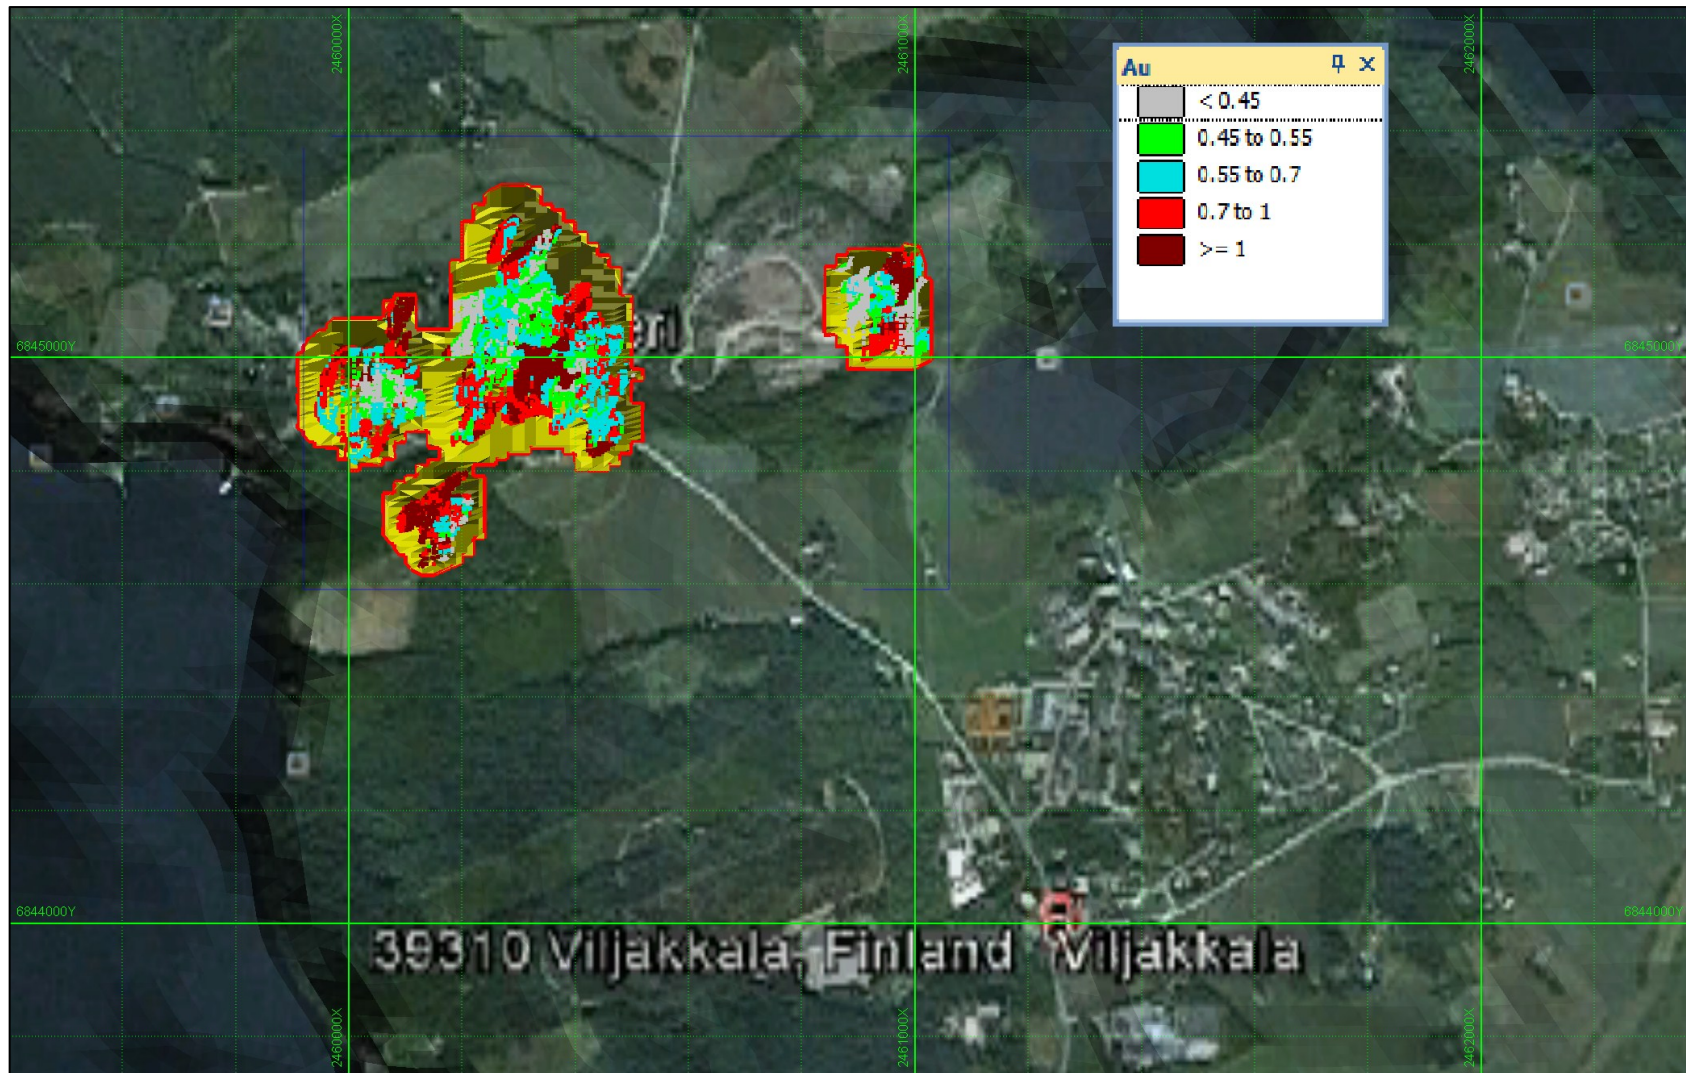 2460000X
2461000X
2462000X
Au
< 0.45
0.45 to 0.55
0.55 to 0.7
0.7 to 1
>= 1
6845000Y
6845000Y
6844000Y
6844000Y
39310 Viljakkala, Finland Viljakkala
2460000X
2461000X
2462000X